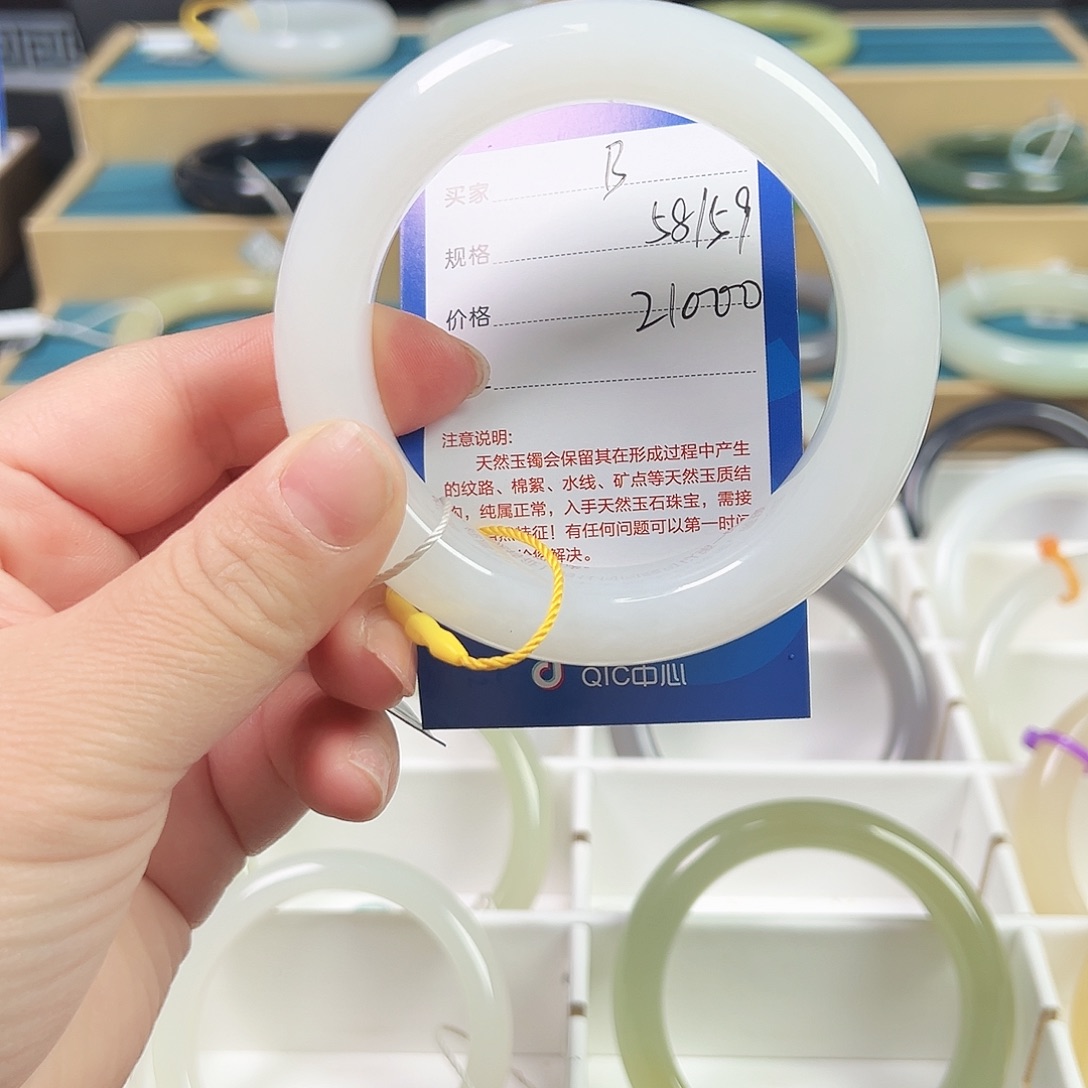 买家 B
规格 58/59
价格 210000
注意说明:
天然玉镯会保留其在形成过程中产生
的纹路、棉絮、水线、矿点等天然玉质结
，纯属正常，入手天然玉石珠宝，需接
特征！有任何问题可以第一时间
解决。
QIC中心